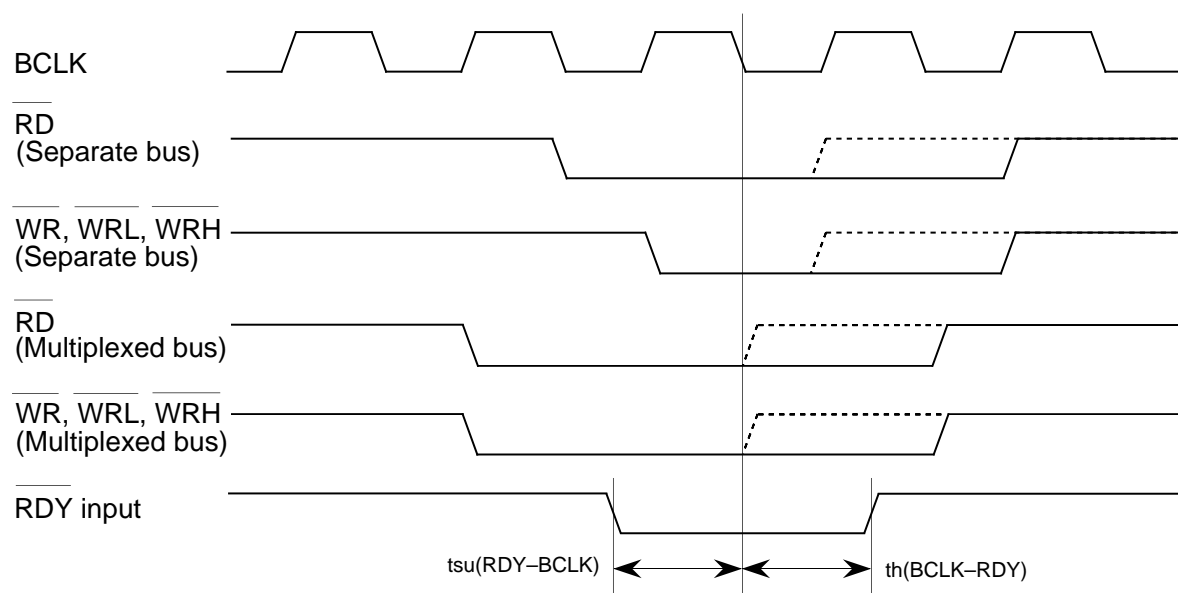 BCLK
RD
(Separate bus)
WR, WRL, WRH
(Separate bus)
RD
(Multiplexed bus)
WR, WRL, WRH
(Multiplexed bus)
RDY input
tsu(RDY–BCLK)
th(BCLK–RDY)